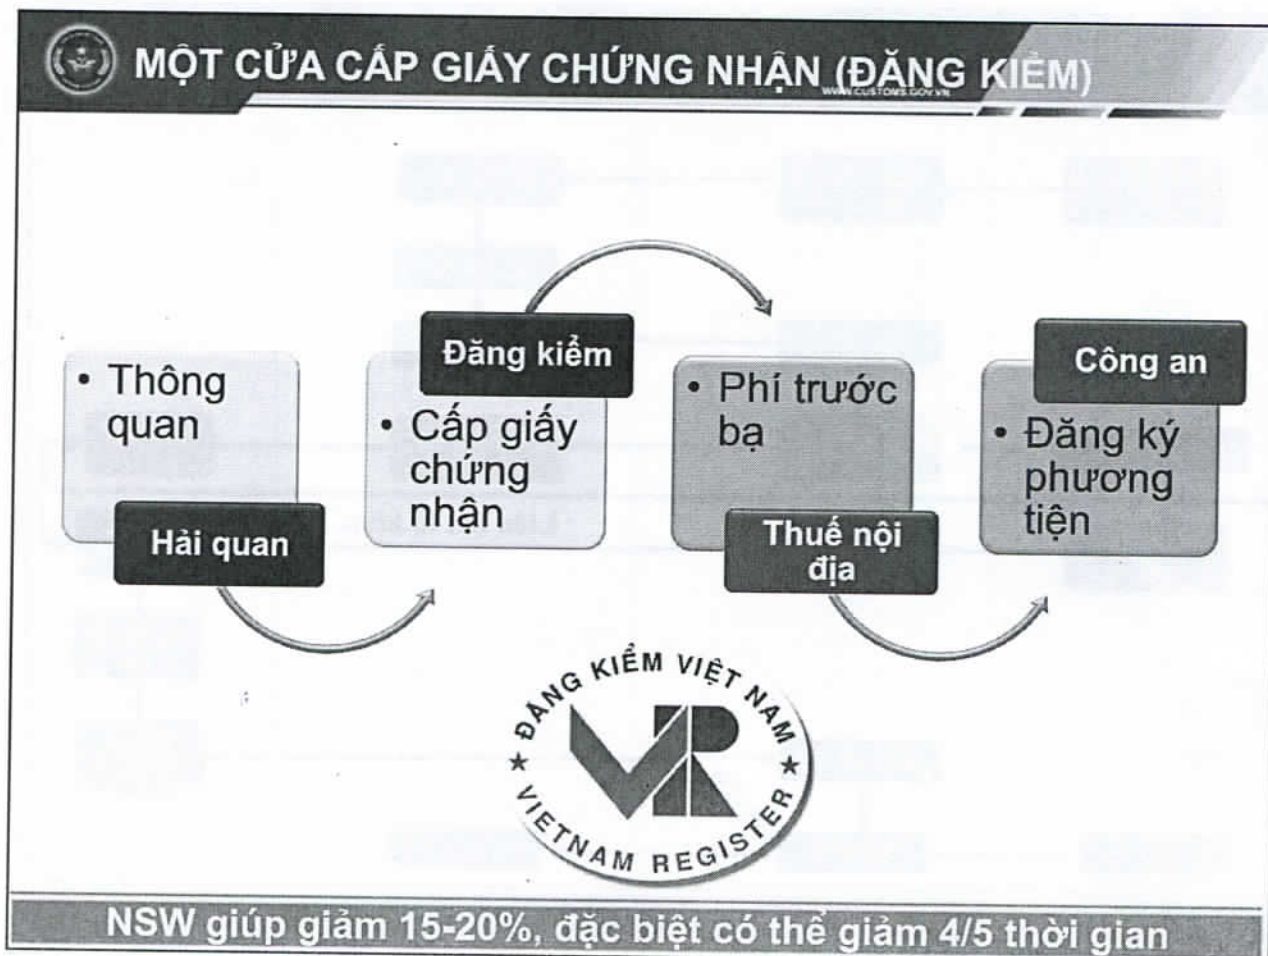 MỘT CỬA CẤP GIẤY CHỨNG NHẬN (ĐĂNG KIỂM)
WWW.CUSTOMS.GOV.VN
• Thông
quan
Hải quan
Đăng kiểm
• Cấp giấy
chứng
nhận
• Phí trước
bạ
Thuế nội
địa
Công an
• Đăng ký
phương
tiện
★ ĐĂNG KIỂM VIỆT NAM ★
VR
VIETNAM REGISTER
NSW giúp giảm 15-20%, đặc biệt có thể giảm 4/5 thời gian